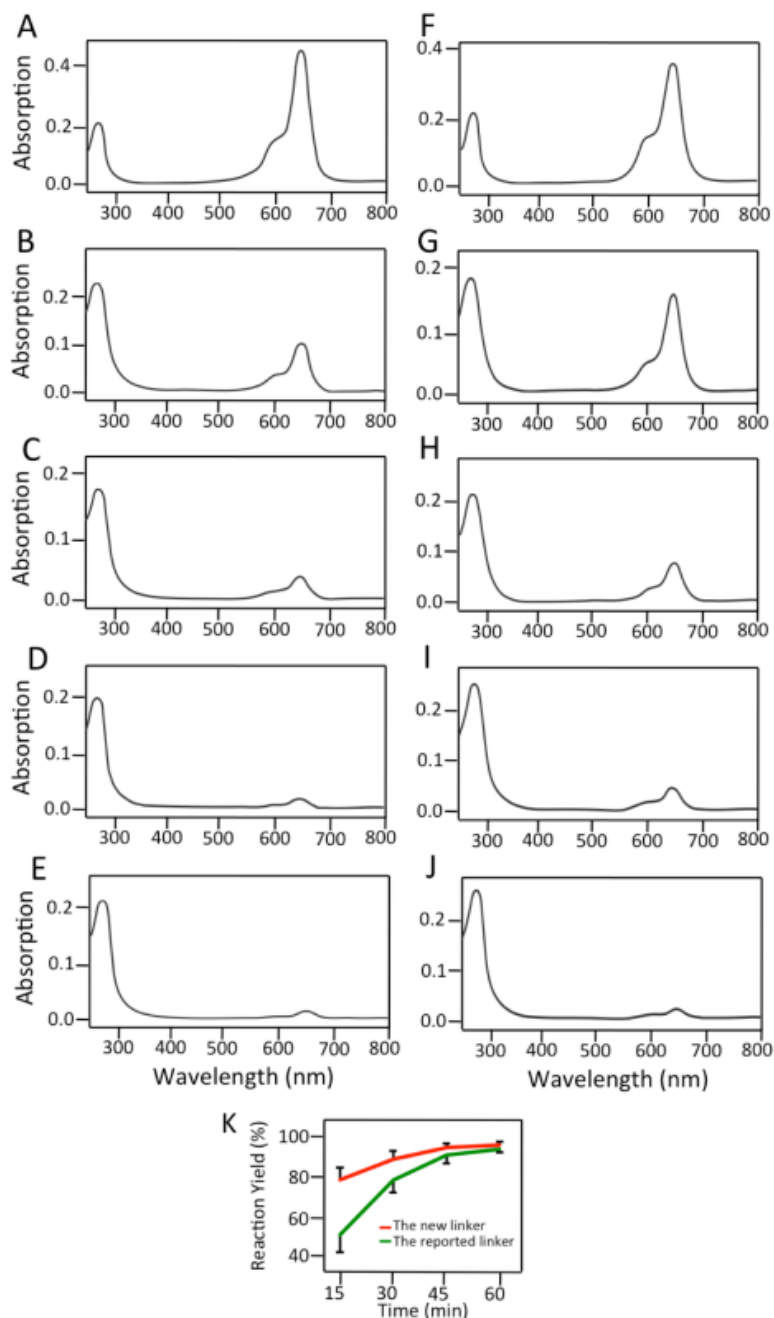 A
Absorption
0.4
0.2
0.0
300 400 500 600 700 800
F
0.4
0.2
0.0
300 400 500 600 700 800
B
Absorption
0.2
0.1
0.0
300 400 500 600 700 800
G
0.2
0.1
0.0
300 400 500 600 700 800
C
Absorption
0.2
0.1
0.0
300 400 500 600 700 800
H
0.2
0.1
0.0
300 400 500 600 700 800
D
Absorption
0.2
0.1
0.0
300 400 500 600 700 800
I
0.2
0.1
0.0
300 400 500 600 700 800
E
Absorption
0.2
0.1
0.0
300 400 500 600 700 800
Wavelength (nm)
J
0.2
0.1
0.0
300 400 500 600 700 800
Wavelength (nm)
K
Reaction Yield (%)
100
80
60
40
The new linker
The reported linker
15 30 45 60
Time (min)